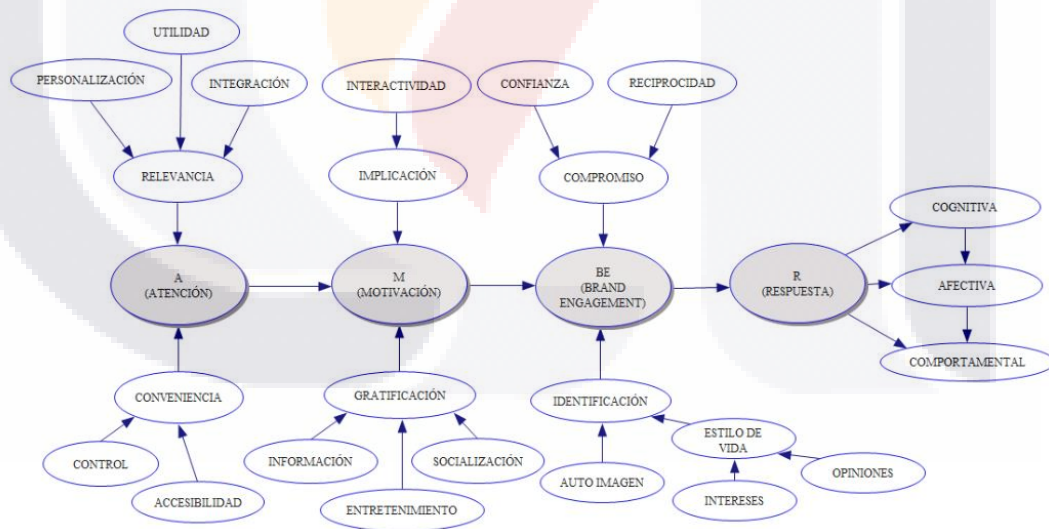 UTILIDAD
PERSONALIZACIÓN
INTEGRACIÓN
INTERACTIVIDAD
CONFIANZA
RECIPROCIDAD
RELEVANCIA
IMPLICACIÓN
COMPROMISO
COGNITIVA
A
(ATENCIÓN)
M
(MOTIVACIÓN)
BE
(BRAND
ENGAGEMENT)
R
(RESPUESTA)
AFECTIVA
COMPORTAMENTAL
CONVENIENCIA
GRATIFICACIÓN
IDENTIFICACIÓN
ESTILO DE
VIDA
CONTROL
INFORMACIÓN
SOCIALIZACIÓN
AUTO IMAGEN
OPINIONES
ACCESIBILIDAD
ENTRETENIMIENTO
INTERESES